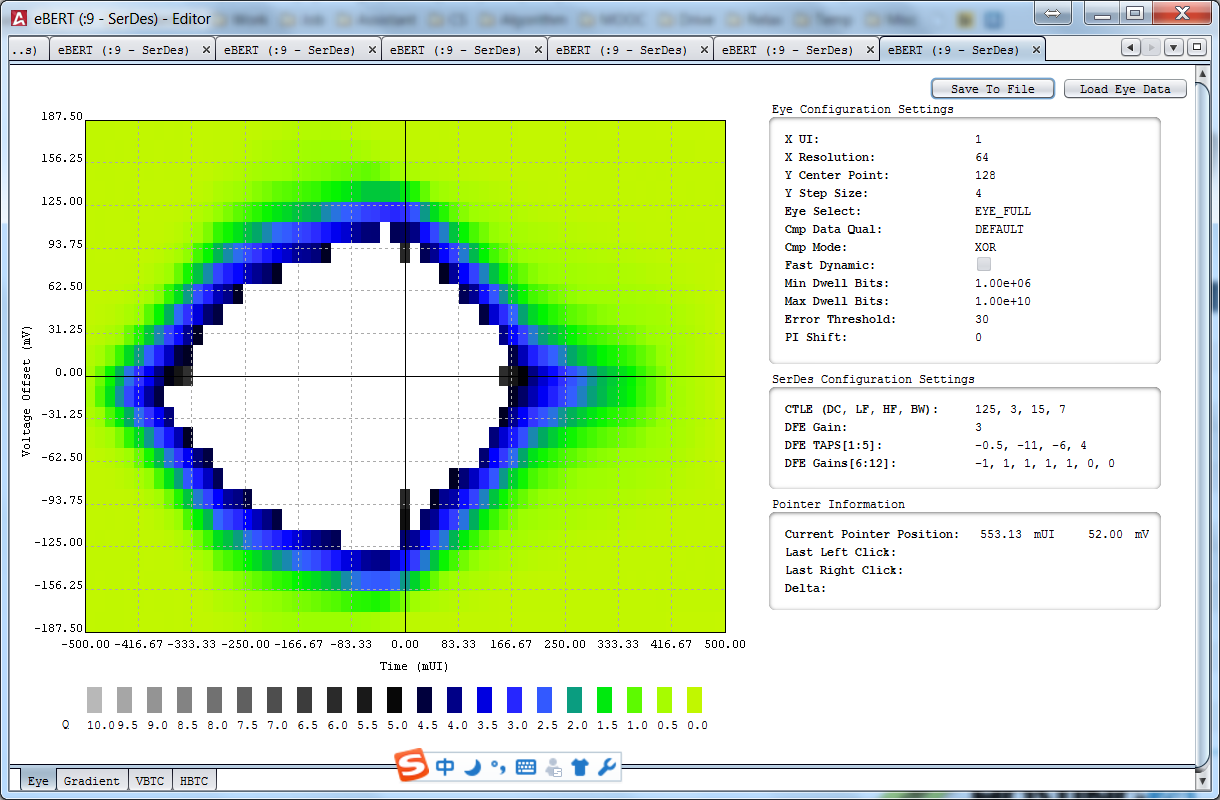 eBERT (:9 - SerDes) - Editor
..s) eBERT (:9 - SerDes) eBERT (:9 - SerDes) eBERT (:9 - SerDes) eBERT (:9 - SerDes) eBERT (:9 - SerDes) eBERT (:9 - SerDes)
Save To File Load Eye Data
187.50
156.25
125.00
93.75
62.50
31.25
0.00
-31.25
-62.50
-93.75
-125.00
-156.25
-187.50
Voltage Offset (mV)
-500.00 -416.67 -333.33 -250.00 -166.67 -83.33 0.00 83.33 166.67 250.00 333.33 416.67 500.00
Time (mUI)
Q 10.0 9.5 9.0 8.5 8.0 7.5 7.0 6.5 6.0 5.5 5.0 4.5 4.0 3.5 3.0 2.5 2.0 1.5 1.0 0.5 0.0
Eye Configuration Settings
X UI: 1
X Resolution: 64
Y Center Point: 128
Y Step Size: 4
Eye Select: EYE_FULL
Cmp Data Qual: DEFAULT
Cmp Mode: XOR
Fast Dynamic:
Min Dwell Bits: 1.00e+06
Max Dwell Bits: 1.00e+10
Error Threshold: 30
PI Shift: 0
SerDes Configuration Settings
CTLE (DC, LF, HF, BW): 125, 3, 15, 7
DFE Gain: 3
DFE TAPS[1:5]: -0.5, -11, -6, 4
DFE Gains[6:12]: -1, 1, 1, 1, 1, 0, 0
Pointer Information
Current Pointer Position: 553.13 mUI 52.00 mV
Last Left Click:
Last Right Click:
Delta:
中
Eye Gradient VBTC HBTC